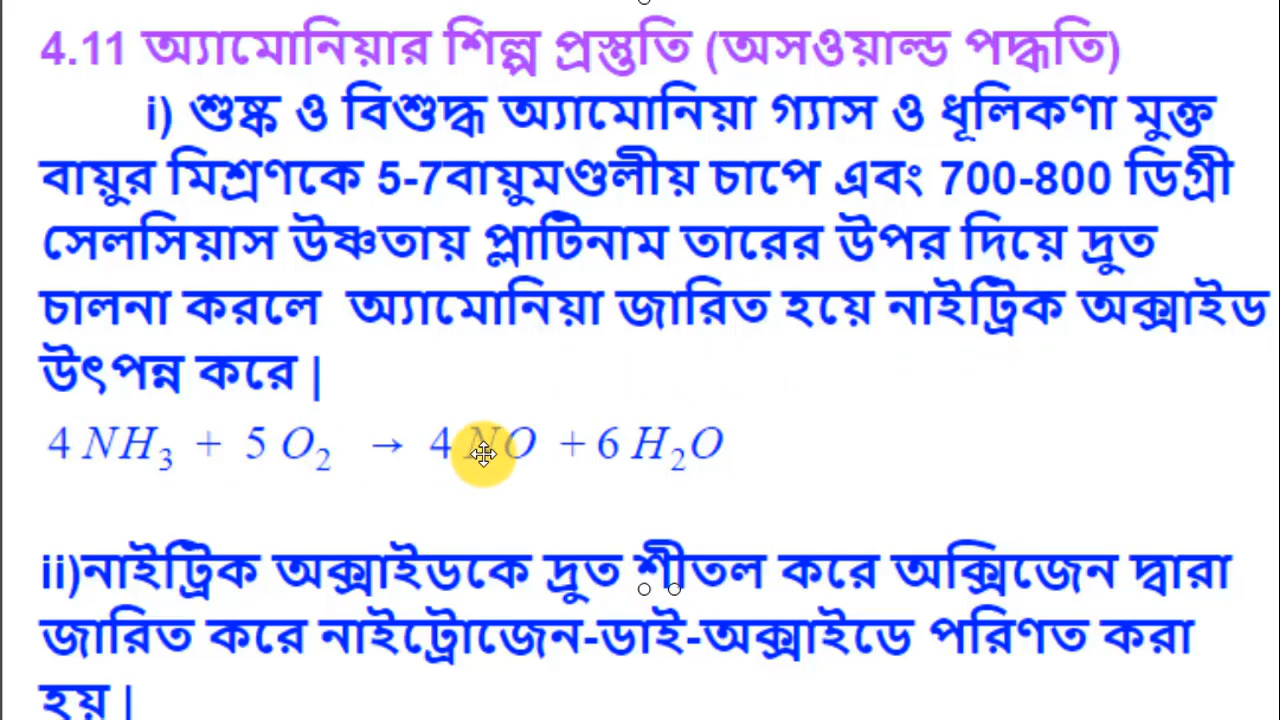 4.11 অ্যামোনিয়ার শিল্প প্রস্তুতি (অসওয়াল্ড পদ্ধতি)
i) শুষ্ক ও বিশুদ্ধ অ্যামোনিয়া গ্যাস ও ধূলিকণা মুক্ত
বায়ুর মিশ্রণকে 5-7বায়ুমণ্ডলীয় চাপে এবং 700-800 ডিগ্রী
সেলসিয়াস উষ্ণতায় প্লাটিনাম তারের উপর দিয়ে দ্রুত
চালনা করলে অ্যামোনিয়া জারিত হয়ে নাইট্রিক অক্সাইড
উৎপন্ন করে |
4 NH₃ + 5 O₂ → 4 NO + 6 H₂O
ii)নাইট্রিক অক্সাইডকে দ্রুত শীতল করে অক্সিজেন দ্বারা
জারিত করে নাইট্রোজেন-ডাই-অক্সাইডে পরিণত করা
হয় |